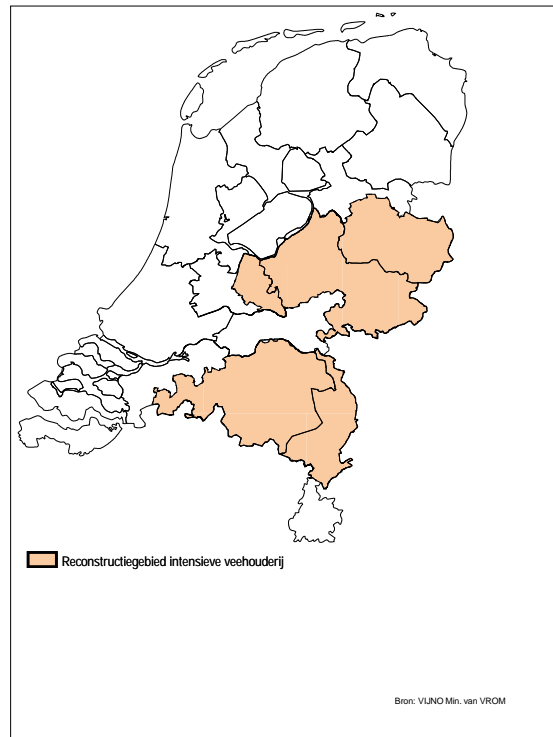 Reconstructiegebied intensieve veehouderij
Bron: VIJNO Min. van VROM